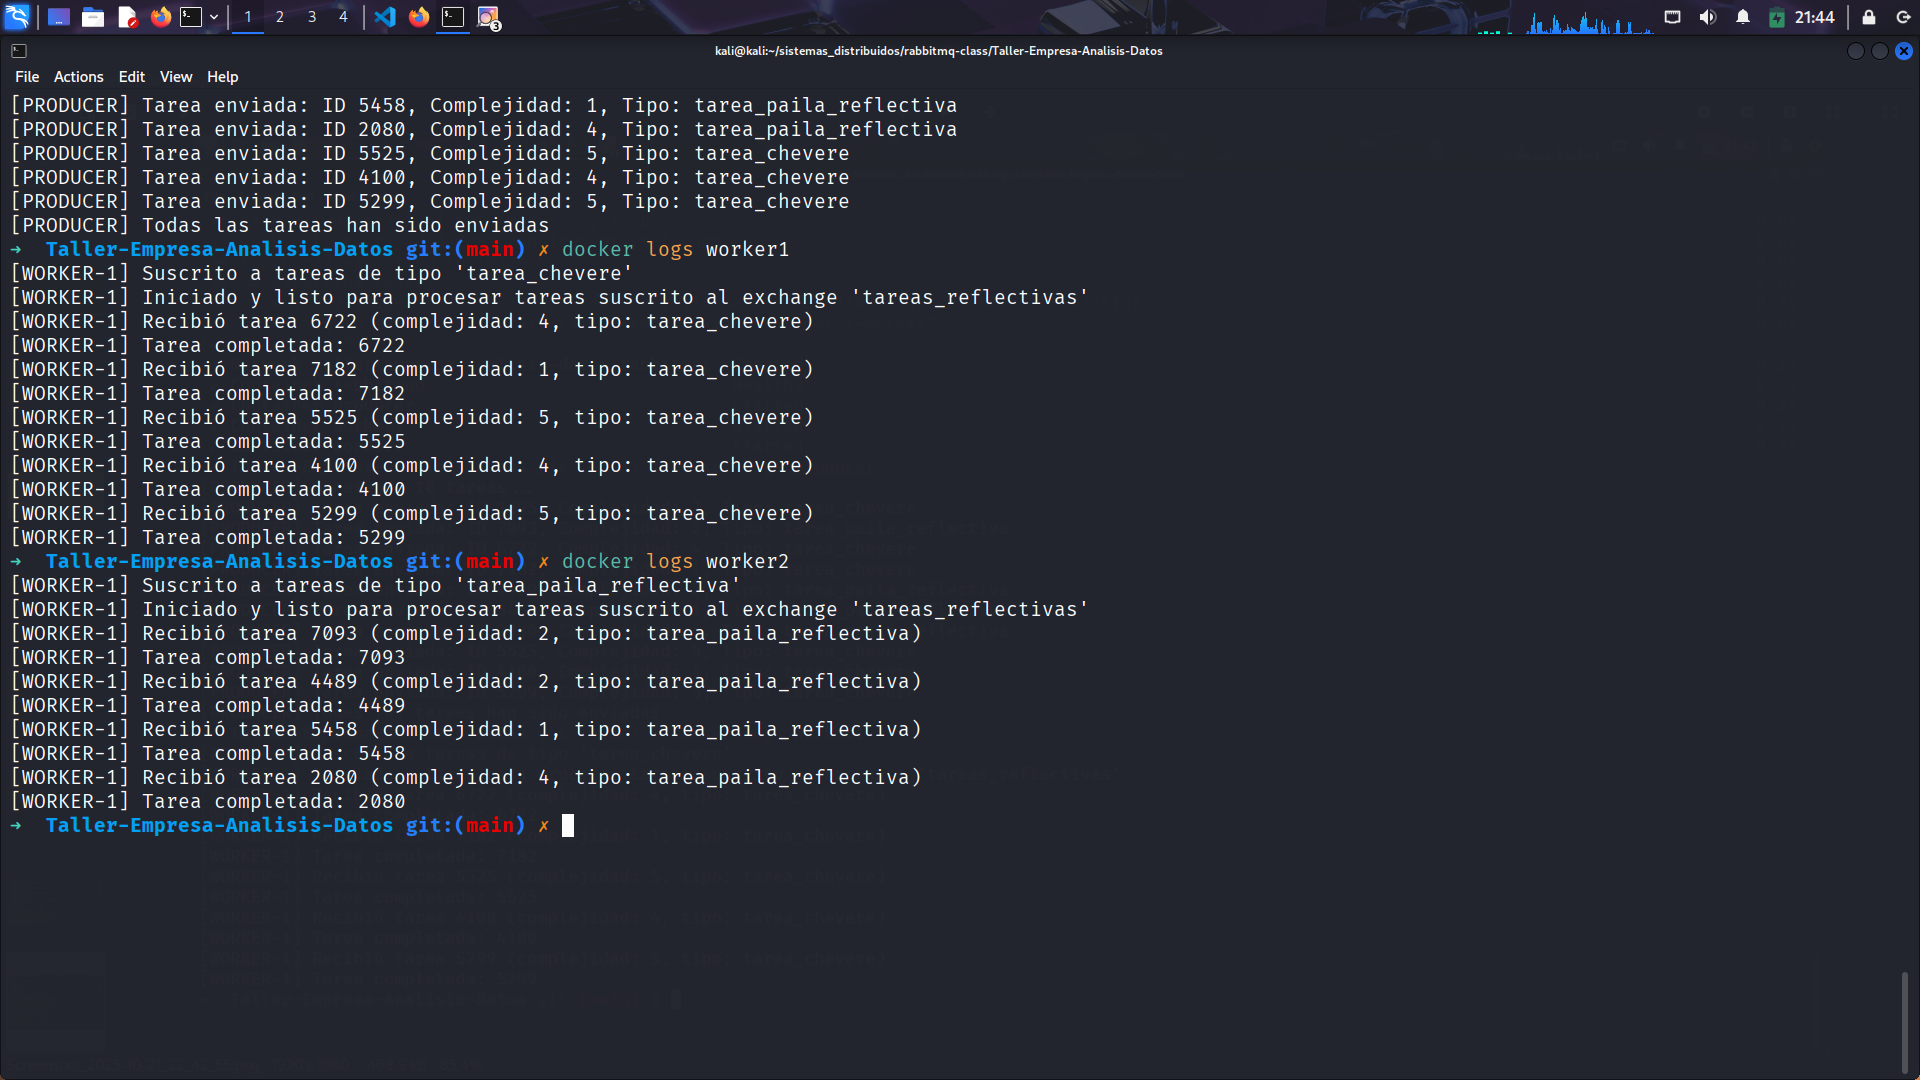 1 2 3 4 3 21:44
kali@kali:~/sistemas_distribuidos/rabbitmq-class/Taller-Empresa-Analisis-Datos
File Actions Edit View Help
[PRODUCER] Tarea enviada: ID 5458, Complejidad: 1, Tipo: tarea_paila_reflectiva
[PRODUCER] Tarea enviada: ID 2080, Complejidad: 4, Tipo: tarea_paila_reflectiva
[PRODUCER] Tarea enviada: ID 5525, Complejidad: 5, Tipo: tarea_chevere
[PRODUCER] Tarea enviada: ID 4100, Complejidad: 4, Tipo: tarea_chevere
[PRODUCER] Tarea enviada: ID 5299, Complejidad: 5, Tipo: tarea_chevere
[PRODUCER] Todas las tareas han sido enviadas
→ Taller-Empresa-Analisis-Datos git:(main) ✗ docker logs worker1
[WORKER-1] Suscrito a tareas de tipo 'tarea_chevere'
[WORKER-1] Iniciado y listo para procesar tareas suscrito al exchange 'tareas_reflectivas'
[WORKER-1] Recibió tarea 6722 (complejidad: 4, tipo: tarea_chevere)
[WORKER-1] Tarea completada: 6722
[WORKER-1] Recibió tarea 7182 (complejidad: 1, tipo: tarea_chevere)
[WORKER-1] Tarea completada: 7182
[WORKER-1] Recibió tarea 5525 (complejidad: 5, tipo: tarea_chevere)
[WORKER-1] Tarea completada: 5525
[WORKER-1] Recibió tarea 4100 (complejidad: 4, tipo: tarea_chevere)
[WORKER-1] Tarea completada: 4100
[WORKER-1] Recibió tarea 5299 (complejidad: 5, tipo: tarea_chevere)
[WORKER-1] Tarea completada: 5299
→ Taller-Empresa-Analisis-Datos git:(main) ✗ docker logs worker2
[WORKER-1] Suscrito a tareas de tipo 'tarea_paila_reflectiva'
[WORKER-1] Iniciado y listo para procesar tareas suscrito al exchange 'tareas_reflectivas'
[WORKER-1] Recibió tarea 7093 (complejidad: 2, tipo: tarea_paila_reflectiva)
[WORKER-1] Tarea completada: 7093
[WORKER-1] Recibió tarea 4489 (complejidad: 2, tipo: tarea_paila_reflectiva)
[WORKER-1] Tarea completada: 4489
[WORKER-1] Recibió tarea 5458 (complejidad: 1, tipo: tarea_paila_reflectiva)
[WORKER-1] Tarea completada: 5458
[WORKER-1] Recibió tarea 2080 (complejidad: 4, tipo: tarea_paila_reflectiva)
[WORKER-1] Tarea completada: 2080
→ Taller-Empresa-Analisis-Datos git:(main) ✗